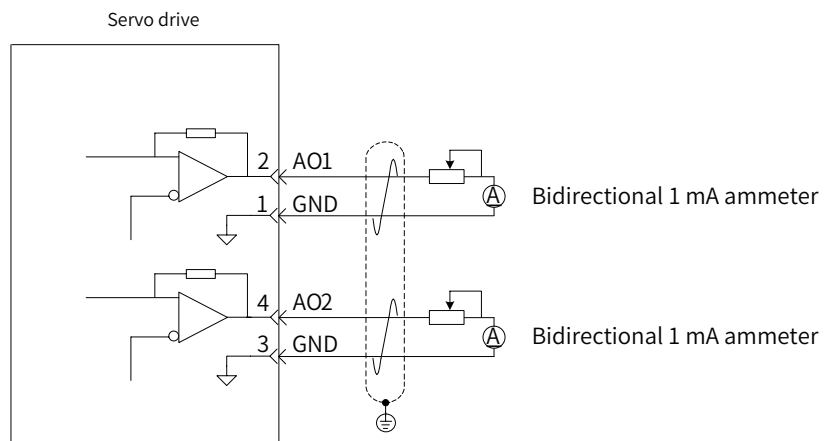 Servo drive
2 AO1
A Bidirectional 1 mA ammeter
1 GND
4 AO2
A Bidirectional 1 mA ammeter
3 GND